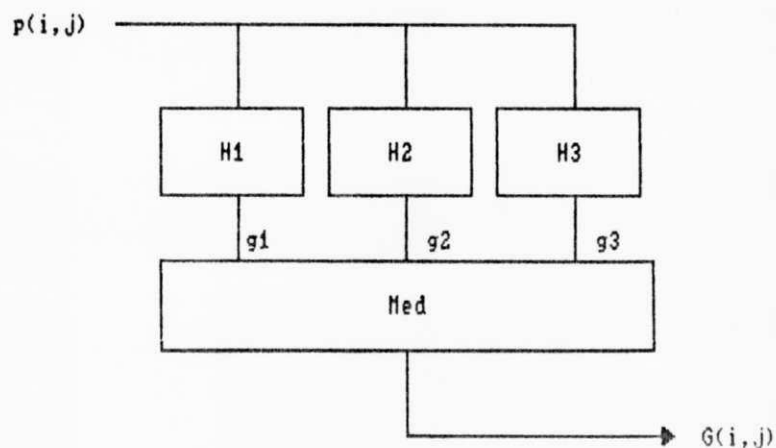 p(i,j)
H1 H2 H3
g1 g2 g3
Med
G(i,j)